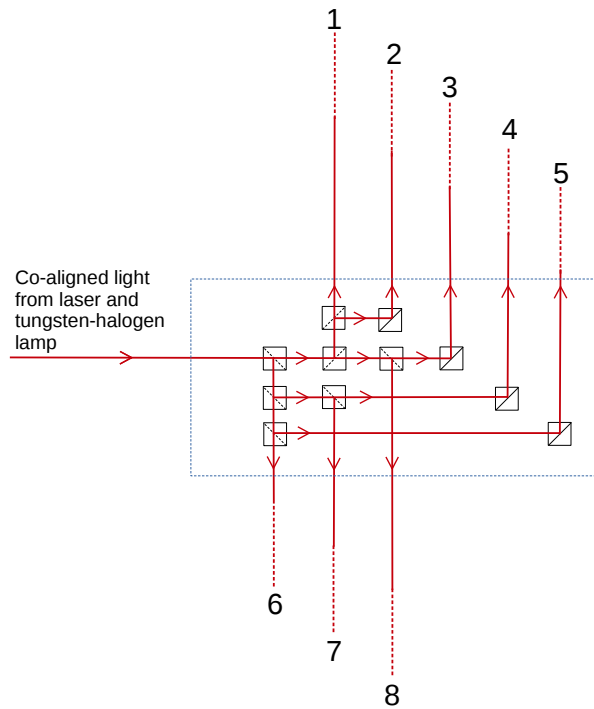 1
2
3
4
5
Co-aligned light
from laser and
tungsten-halogen
lamp
6
7
8